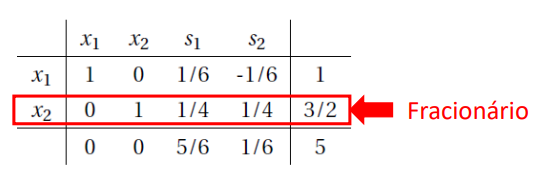 x₁ x₂ s₁ s₂
x₁ 1 0 1/6 -1/6 1
x₂ 0 1 1/4 1/4 3/2 Fracionário
0 0 5/6 1/6 5